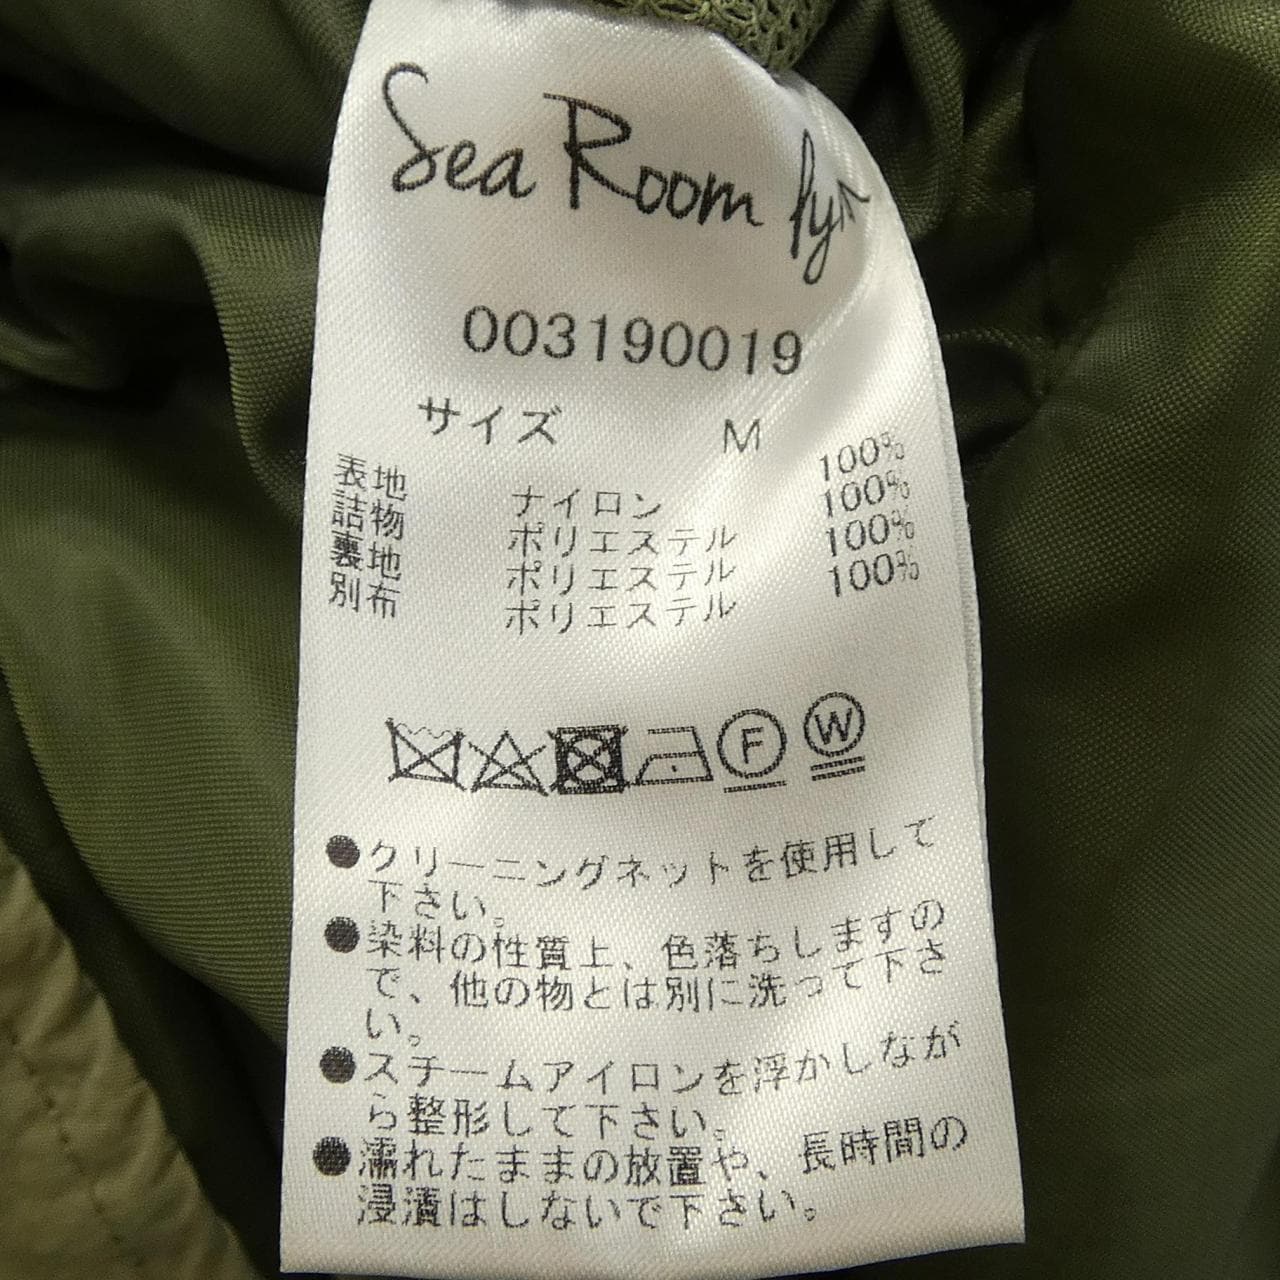 Sea Room lyn
003190019
サイズ M
表地 ナイロン 100%
詰物 ポリエステル 100%
裏地 ポリエステル 100%
別布 ポリエステル 100%
F W
●クリーニングネットを使用して
下さい。
●染料の性質上、色落ちしますの
で、他の物とは別に洗って下さ
い。
●スチームアイロンを浮かしなが
ら整形して下さい。
●濡れたままの放置や、長時間の
浸漬はしないで下さい。